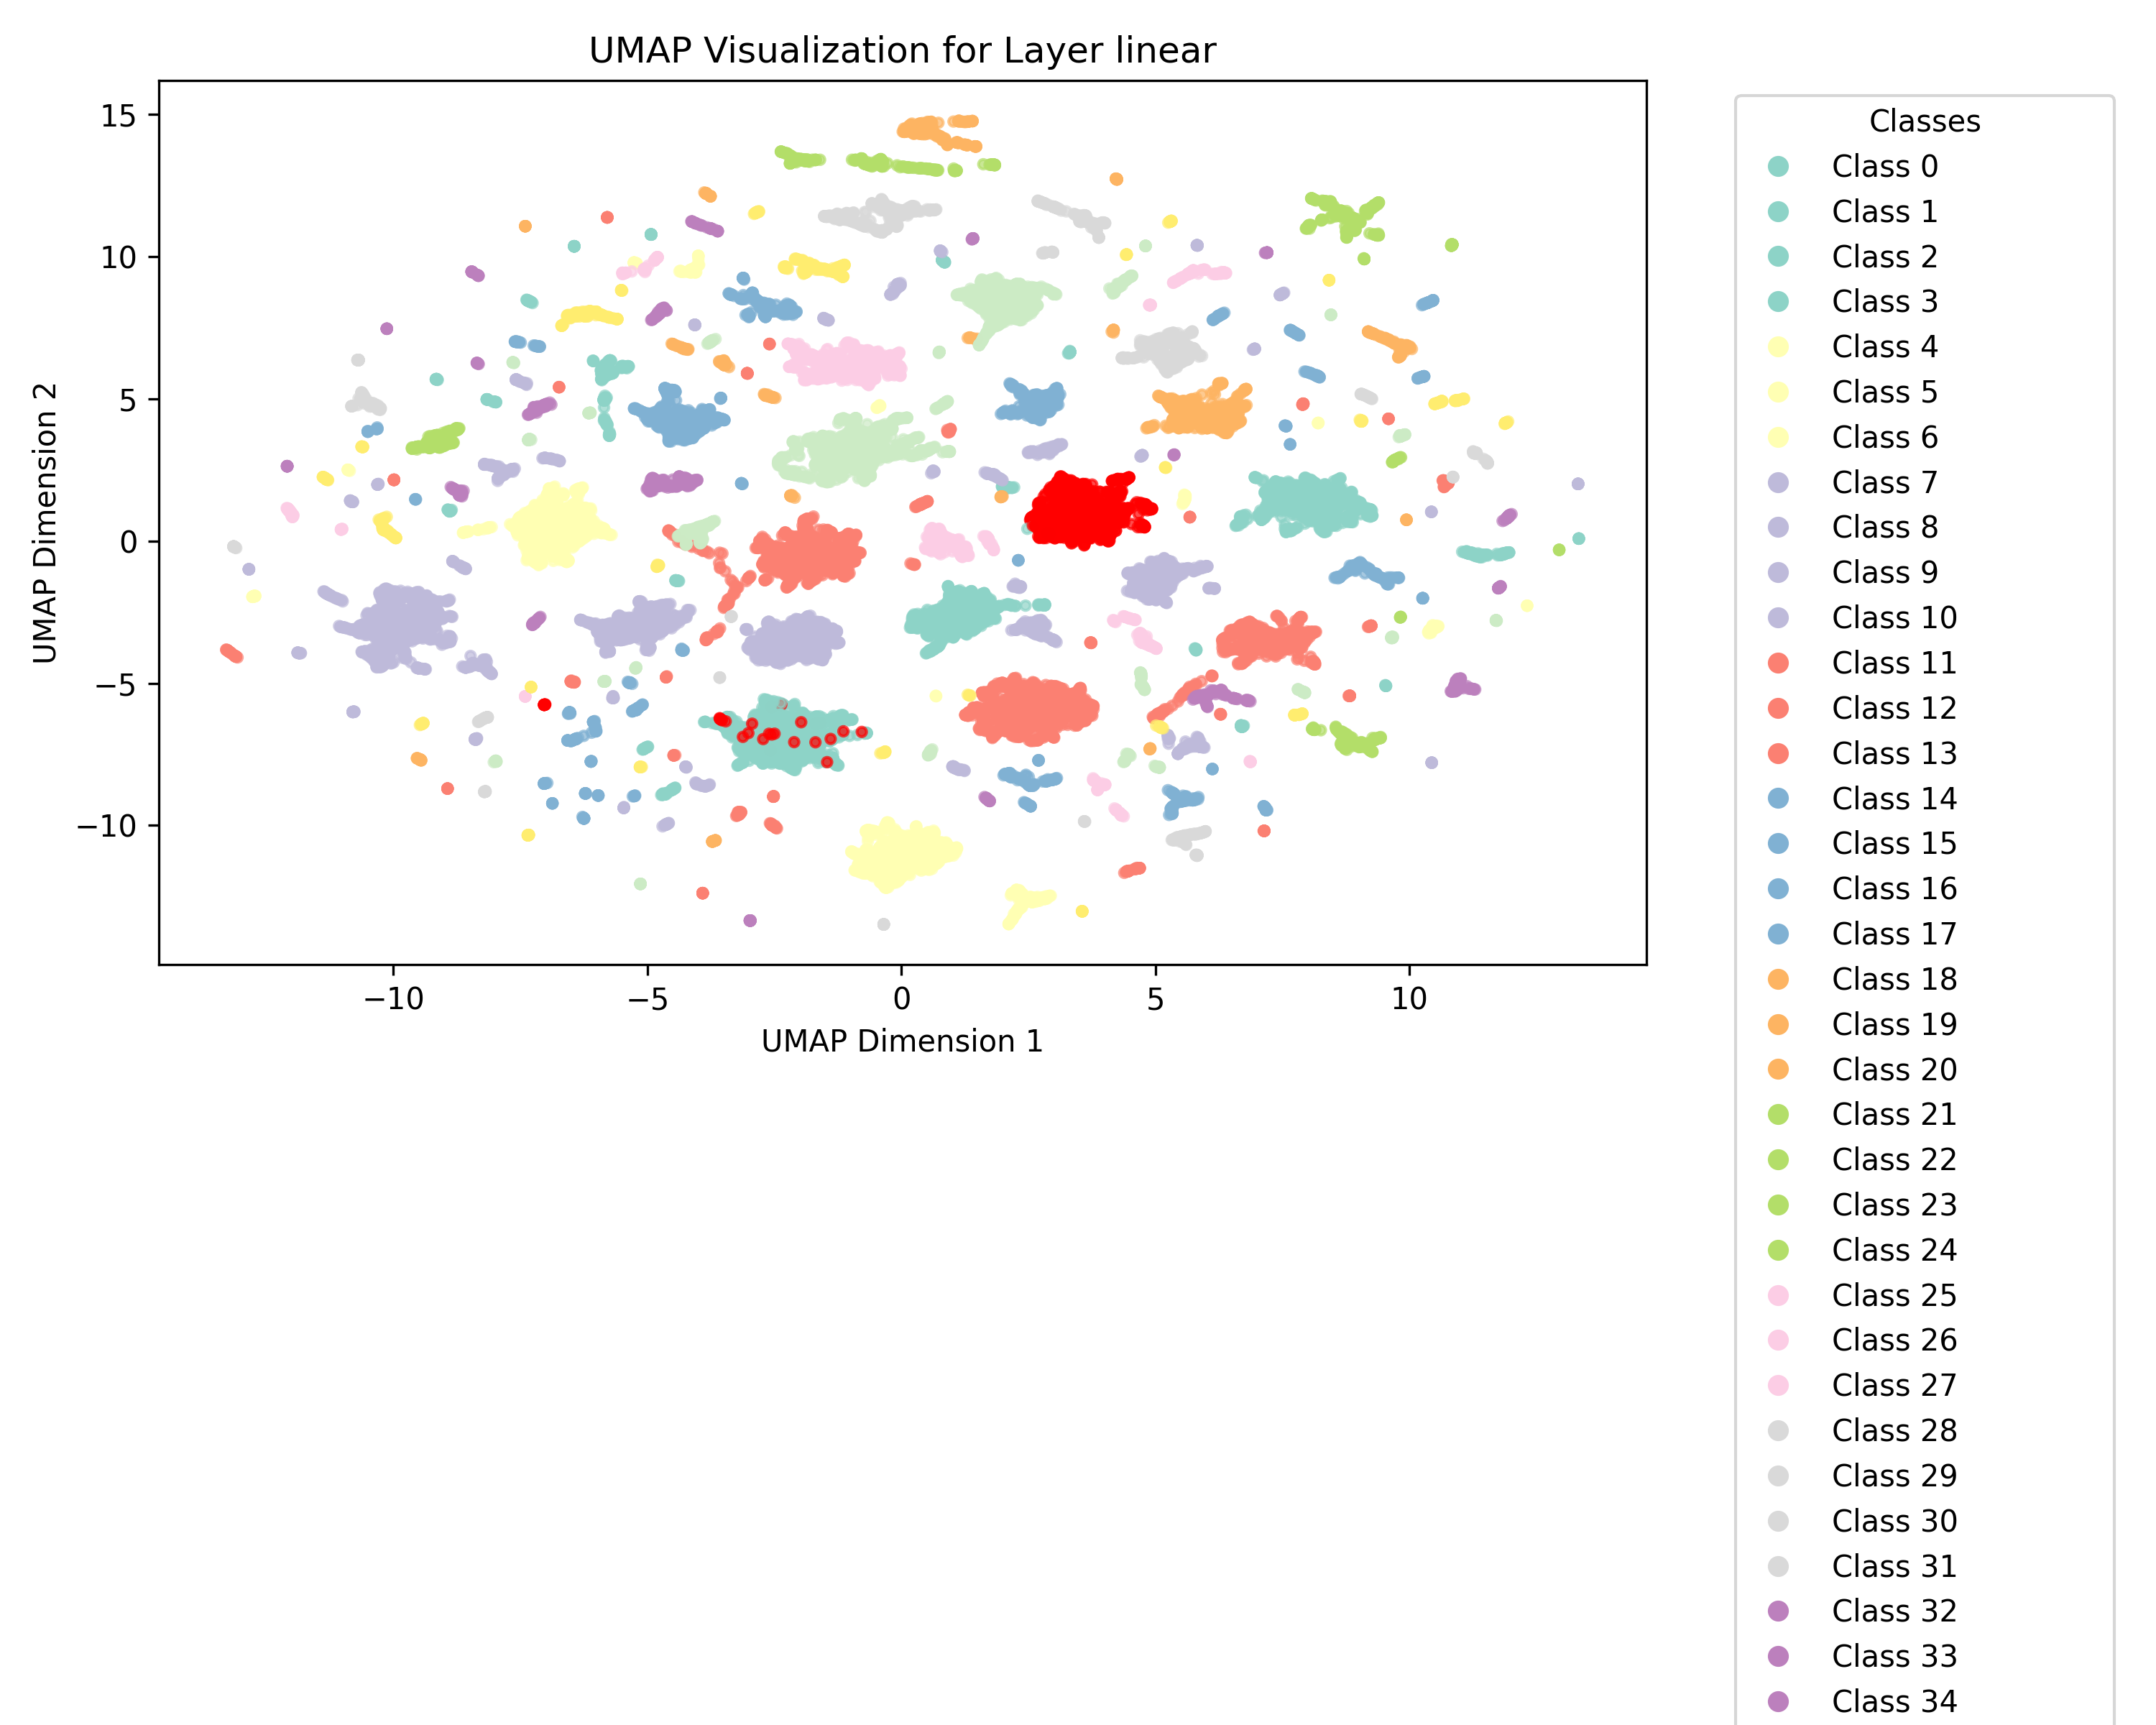 UMAP Visualization for Layer linear
15
10
5
0
−5
−10
UMAP Dimension 2
−10
−5
0
5
10
UMAP Dimension 1
Classes
Class 0
Class 1
Class 2
Class 3
Class 4
Class 5
Class 6
Class 7
Class 8
Class 9
Class 10
Class 11
Class 12
Class 13
Class 14
Class 15
Class 16
Class 17
Class 18
Class 19
Class 20
Class 21
Class 22
Class 23
Class 24
Class 25
Class 26
Class 27
Class 28
Class 29
Class 30
Class 31
Class 32
Class 33
Class 34